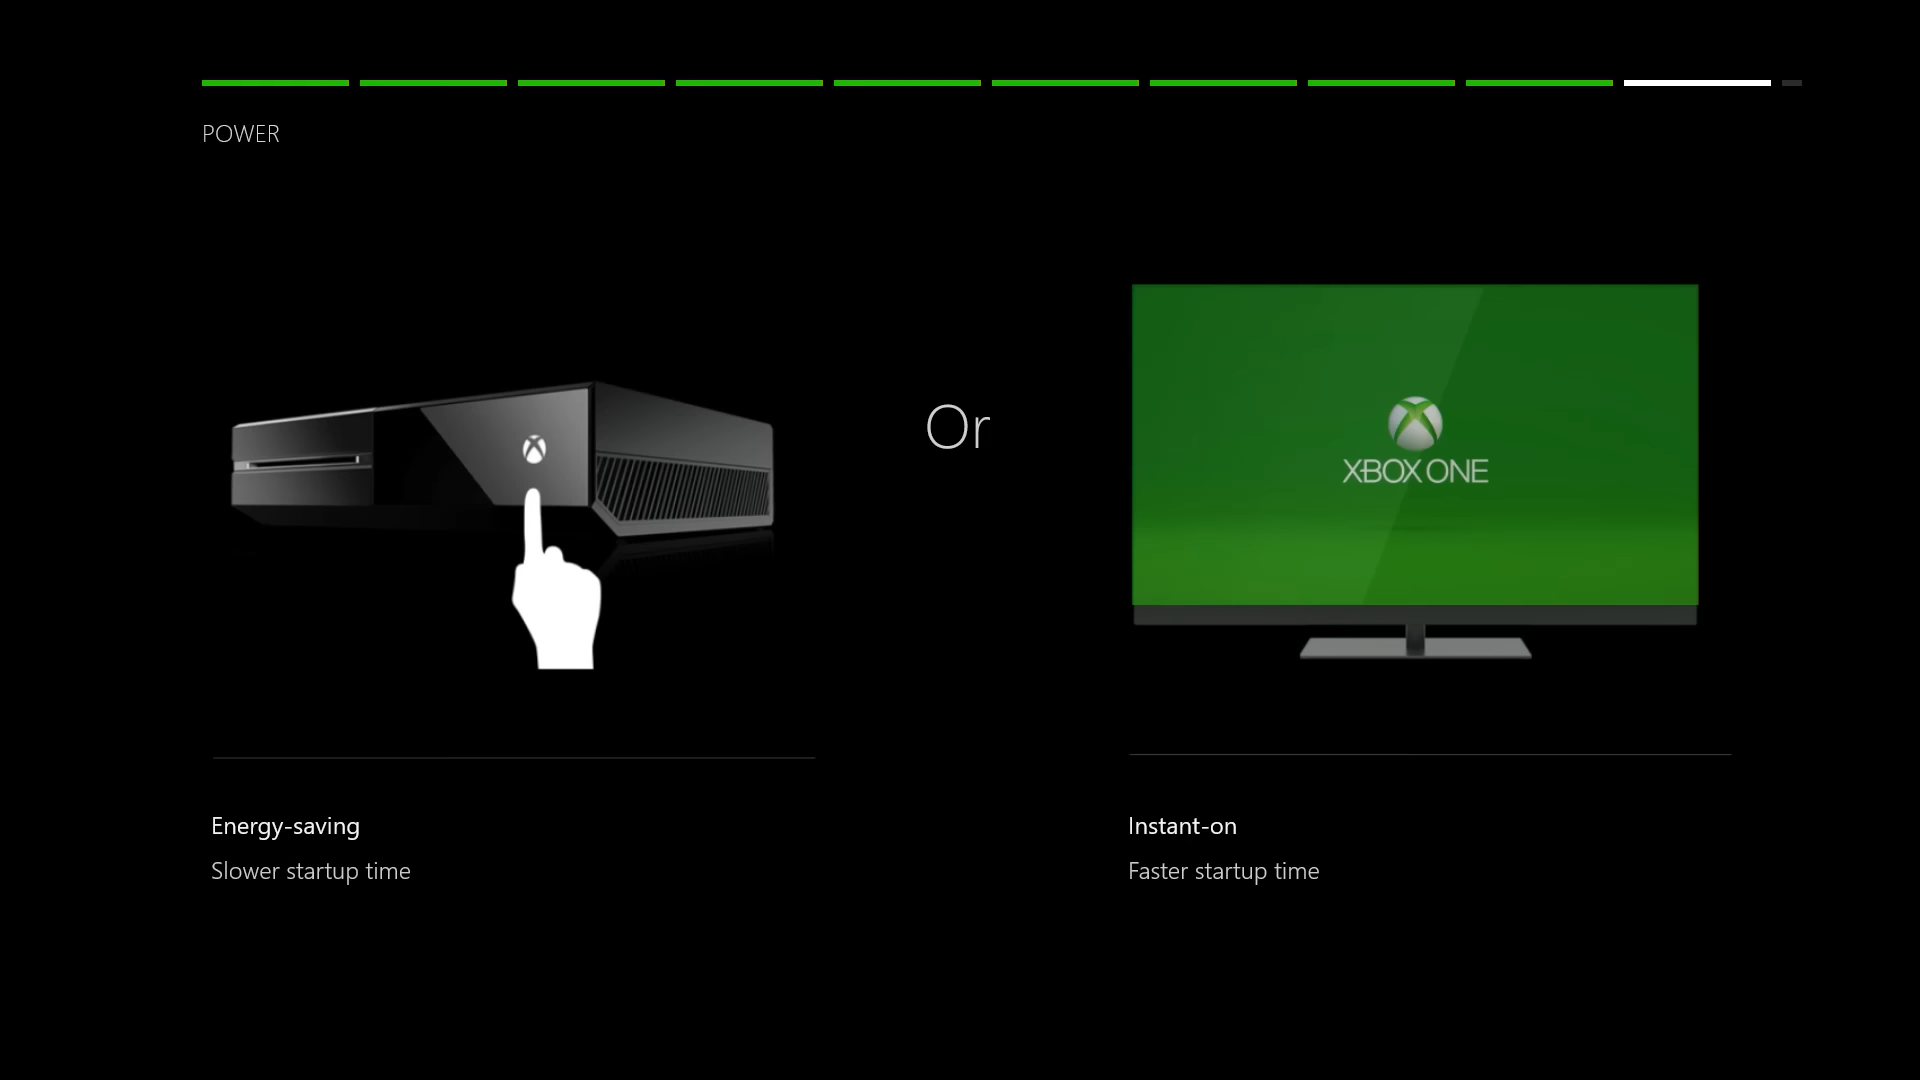 POWER
Or
XBOX ONE
Energy-saving
Slower startup time
Instant-on
Faster startup time